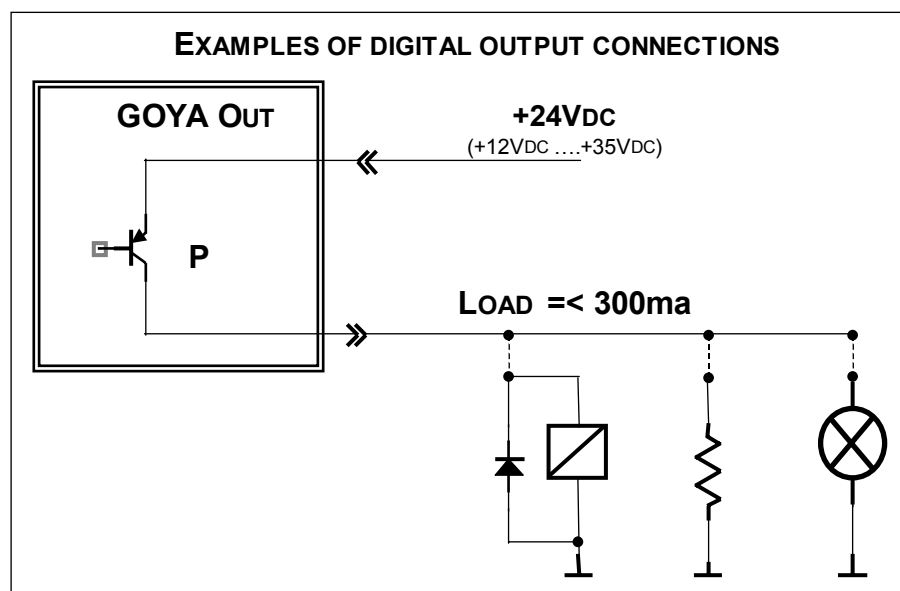 EXAMPLES OF DIGITAL OUTPUT CONNECTIONS
GOYA OUT
+24VDC
(+12VDC ....+35VDC)
P
LOAD =< 300ma